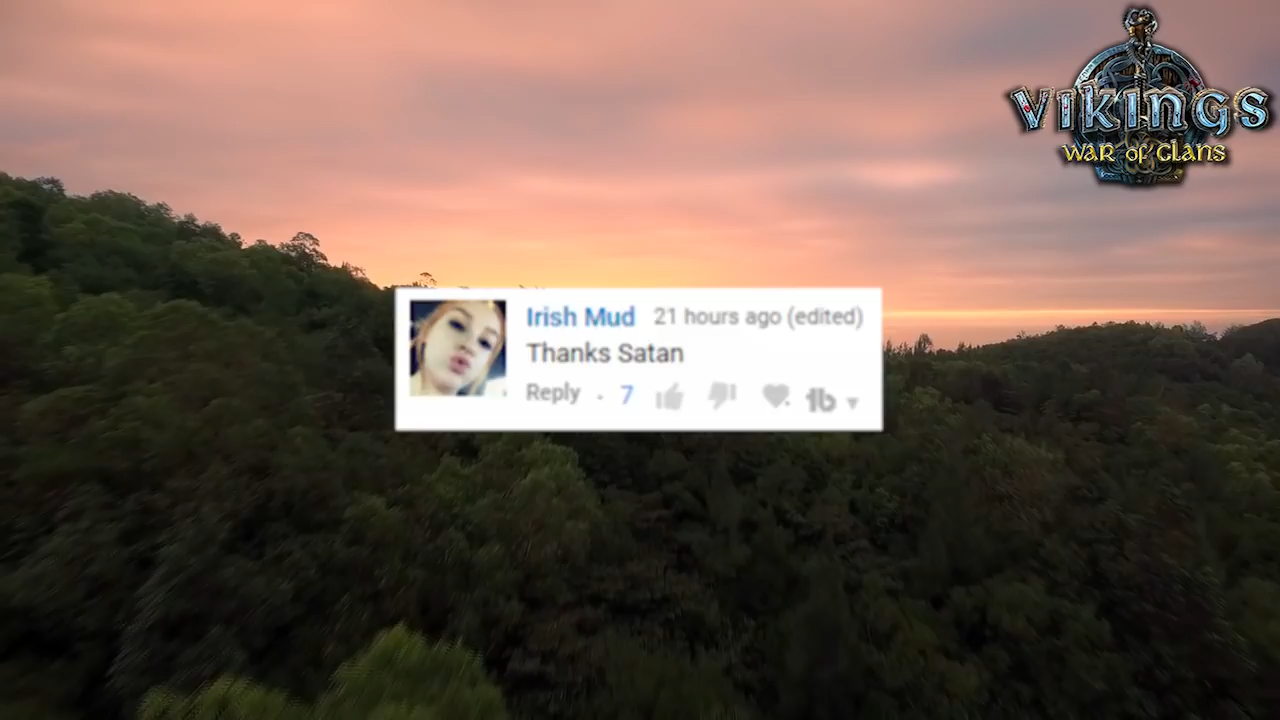 VIKINGS
WAR OF CLANS
Irish Mud 21 hours ago (edited)
Thanks Satan
Reply · 7